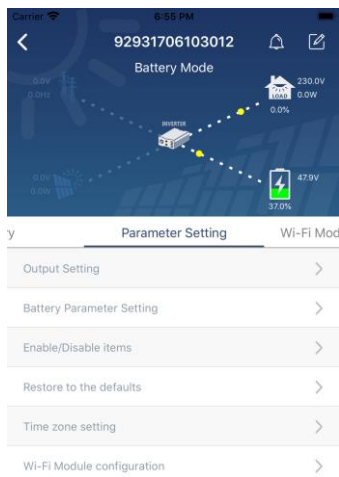 Carrier 6:55 PM
92931706103012
Battery Mode
0.0V
0.0Hz
230.0V
LOAD
0.0W
0.0%
INVERTER
0.0V
0.0W
47.9V
37.0%
y Parameter Setting Wi-Fi Mod
Output Setting
Battery Parameter Setting
Enable/Disable items
Restore to the defaults
Time zone setting
Wi-Fi Module configuration